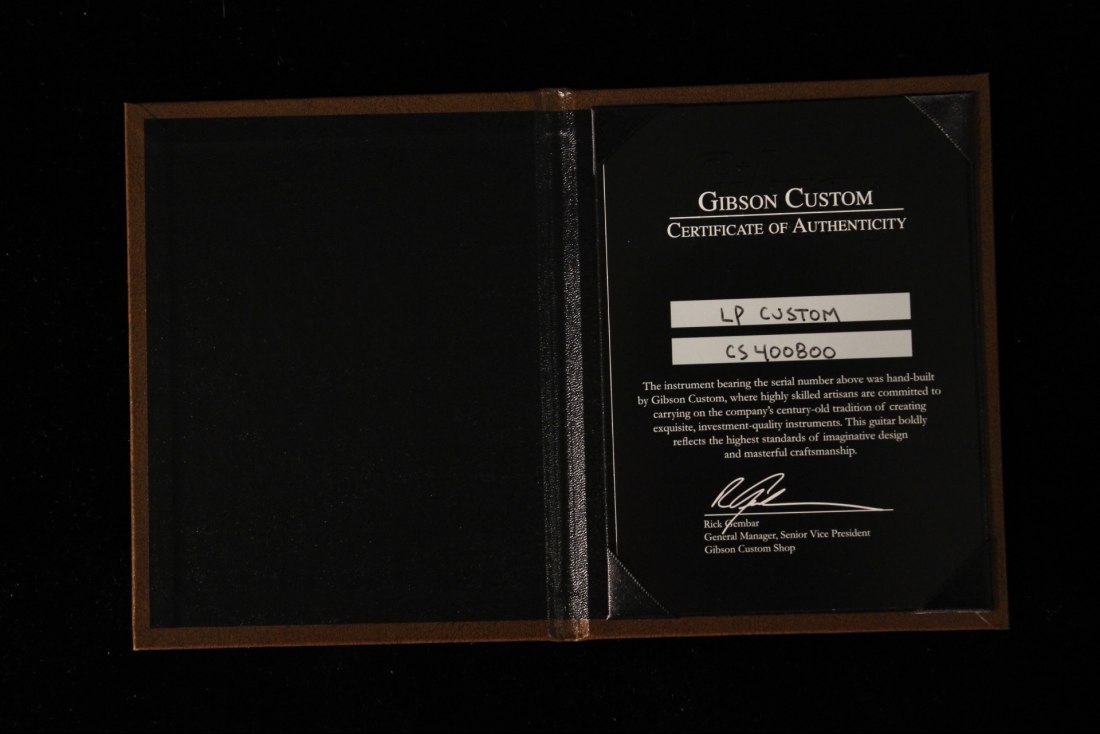 GIBSON CUSTOM
CERTIFICATE OF AUTHENTICITY
LP CUSTOM
CS400800
The instrument bearing the serial number above was hand-built
by Gibson Custom, where highly skilled artisans are committed to
carrying on the company's century-old tradition of creating
exquisite, investment-quality instruments. This guitar boldly
reflects the highest standards of imaginative design
and masterful craftsmanship.
Rick Gembar
General Manager, Senior Vice President
Gibson Custom Shop